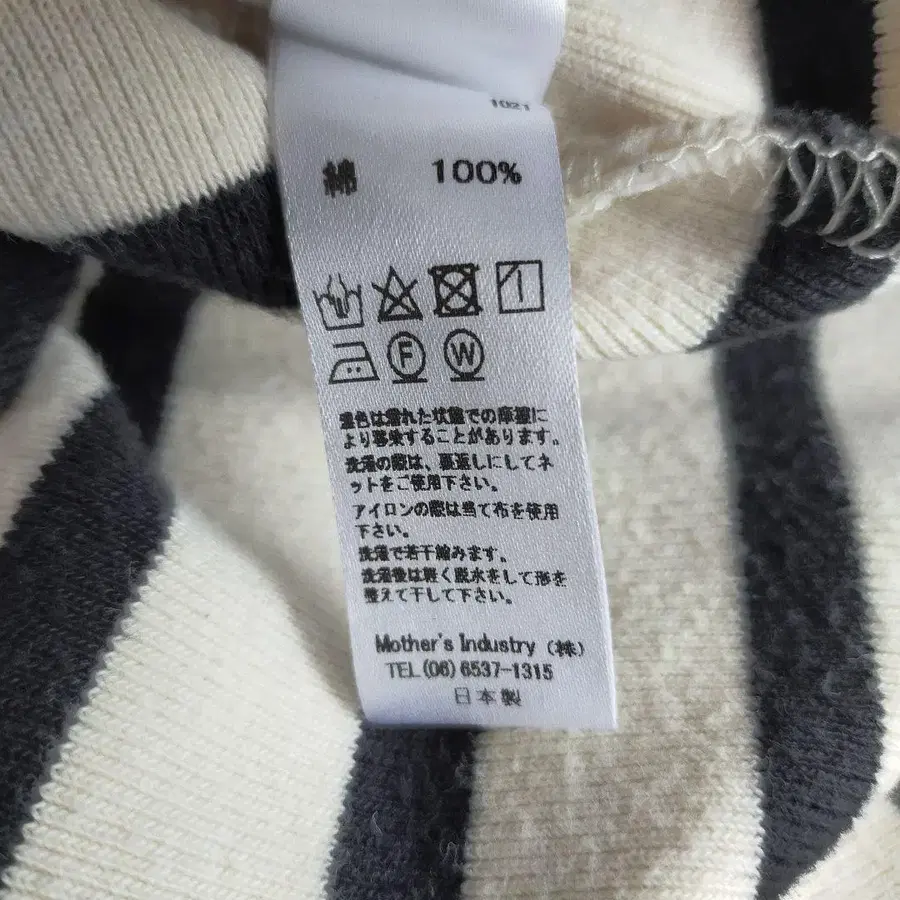 1021
綿 100%
F W
濃色は濡れた状態での摩擦に
より移染することがあります。
洗濯の際は、裏返しにしてネ
ットをご使用下さい。
アイロンの際は当て布を使用
下さい。
洗濯で若干縮みます。
洗濯後は軽く脱水をして形を
整えて干して下さい。
Mother's Industry (株)
TEL(06)6537-1315
日本製